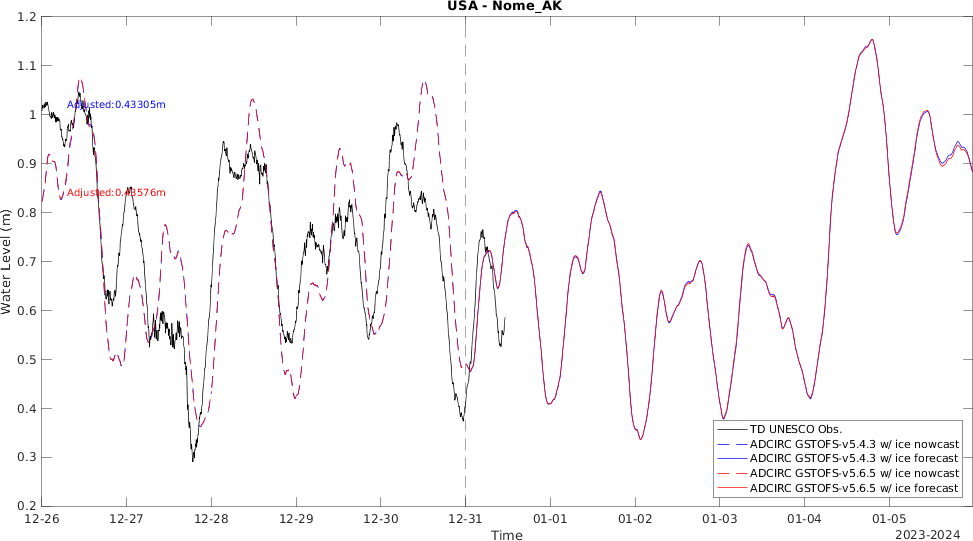 USA - Nome_AK
1.2
1.1
1
0.9
0.8
0.7
0.6
0.5
0.4
0.3
0.2
Water Level (m)
Adjusted:0.43305m
Adjusted:0.43576m
TD UNESCO Obs.
ADCIRC GSTOFS-v5.4.3 w/ ice nowcast
ADCIRC GSTOFS-v5.4.3 w/ ice forecast
ADCIRC GSTOFS-v5.6.5 w/ ice nowcast
ADCIRC GSTOFS-v5.6.5 w/ ice forecast
12-26 12-27 12-28 12-29 12-30 12-31 01-01 01-02 01-03 01-04 01-05
Time
2023-2024